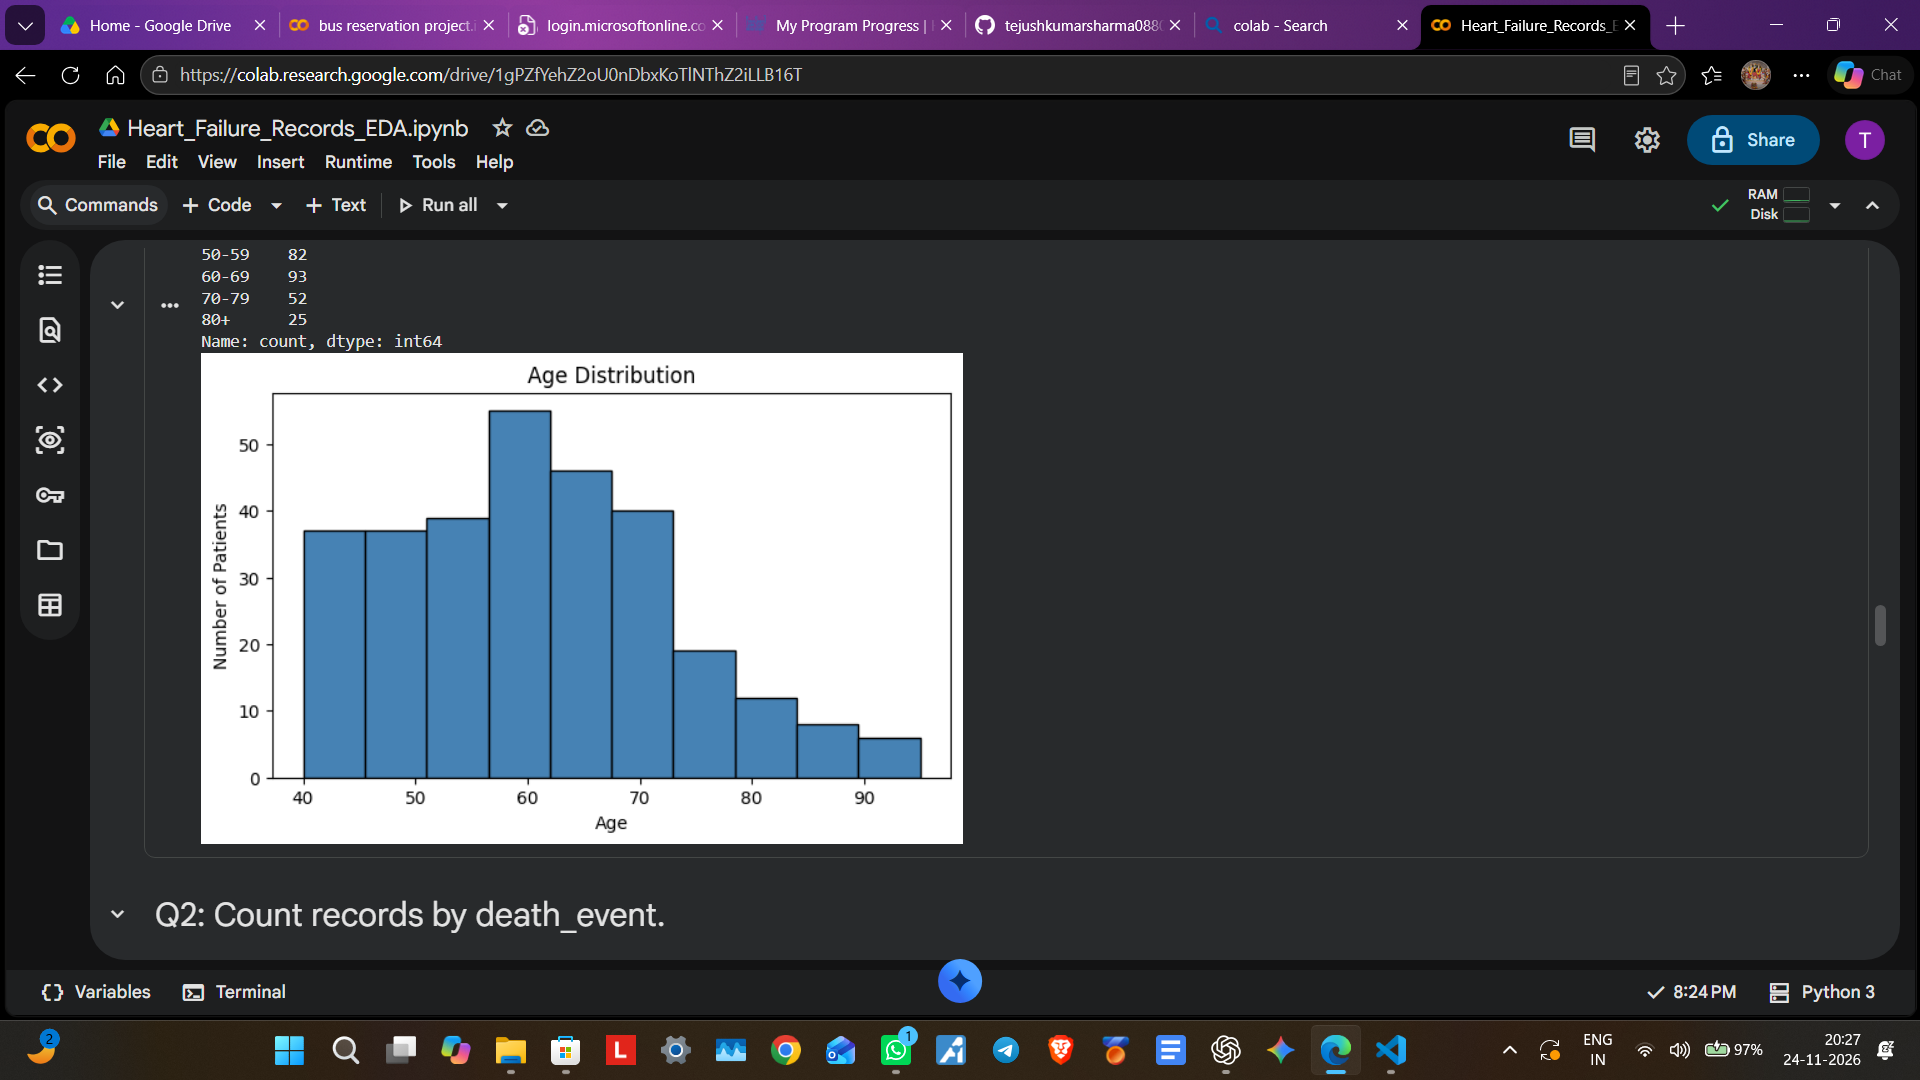 Home - Google Drive
bus reservation project.
login.microsoftonline.co
My Program Progress |
tejushkumarsharma088
colab - Search
Heart_Failure_Records_E
https://colab.research.google.com/drive/1gPZfYehZ2oU0nDbxKoTlNThZ2iLLB16T
Chat
Heart_Failure_Records_EDA.ipynb
File Edit View Insert Runtime Tools Help
Share
T
Commands + Code + Text Run all
RAM
Disk
50-59 82
60-69 93
70-79 52
80+ 25
Name: count, dtype: int64
Age Distribution
Number of Patients
50
40
30
20
10
0
40 50 60 70 80 90
Age
Q2: Count records by death_event.
Variables Terminal
8:24 PM Python 3
2
L
1
ENG
IN
97%
20:27
24-11-2026